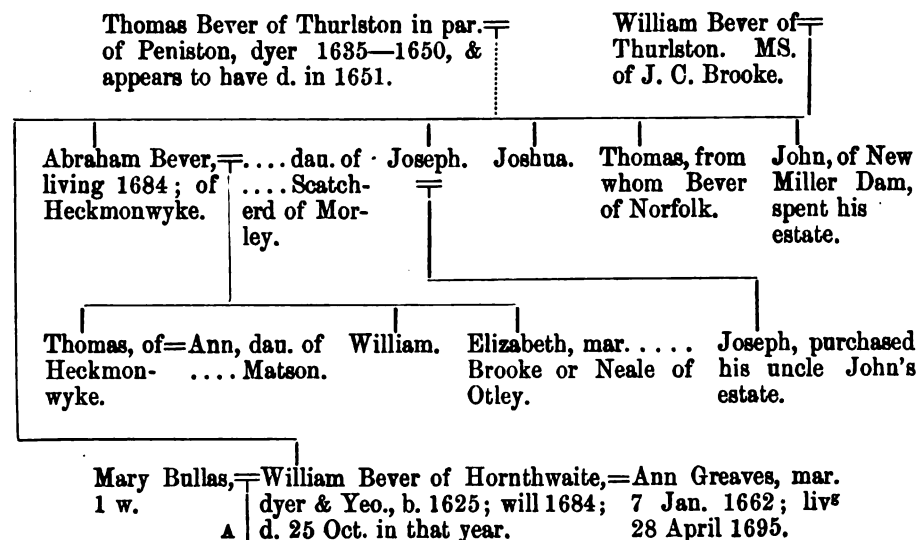 Thomas Bever of Thurlston in par.
of Peniston, dyer 1635—1650, &
appears to have d. in 1651.
William Bever of
Thurlston. MS.
of J. C. Brooke.
Abraham Bever,
living 1684; of
Heckmonwyke.
.... dau. of
.... Scatch-
erd of Mor-
ley.
Joseph.
Joshua.
Thomas, from
whom Bever
of Norfolk.
John, of New
Miller Dam,
spent his
estate.
Thomas, of
Heckmon-
wyke.
Ann, dau. of
.... Matson.
William.
Elizabeth, mar. . . . .
Brooke or Neale of
Otley.
Joseph, purchased
his uncle John's
estate.
Mary Bullas,
1 w.
William Bever of Hornthwaite,
dyer & Yeo., b. 1625; will 1684;
d. 25 Oct. in that year.
Ann Greaves, mar.
7 Jan. 1662; livᵍ
28 April 1695.
A